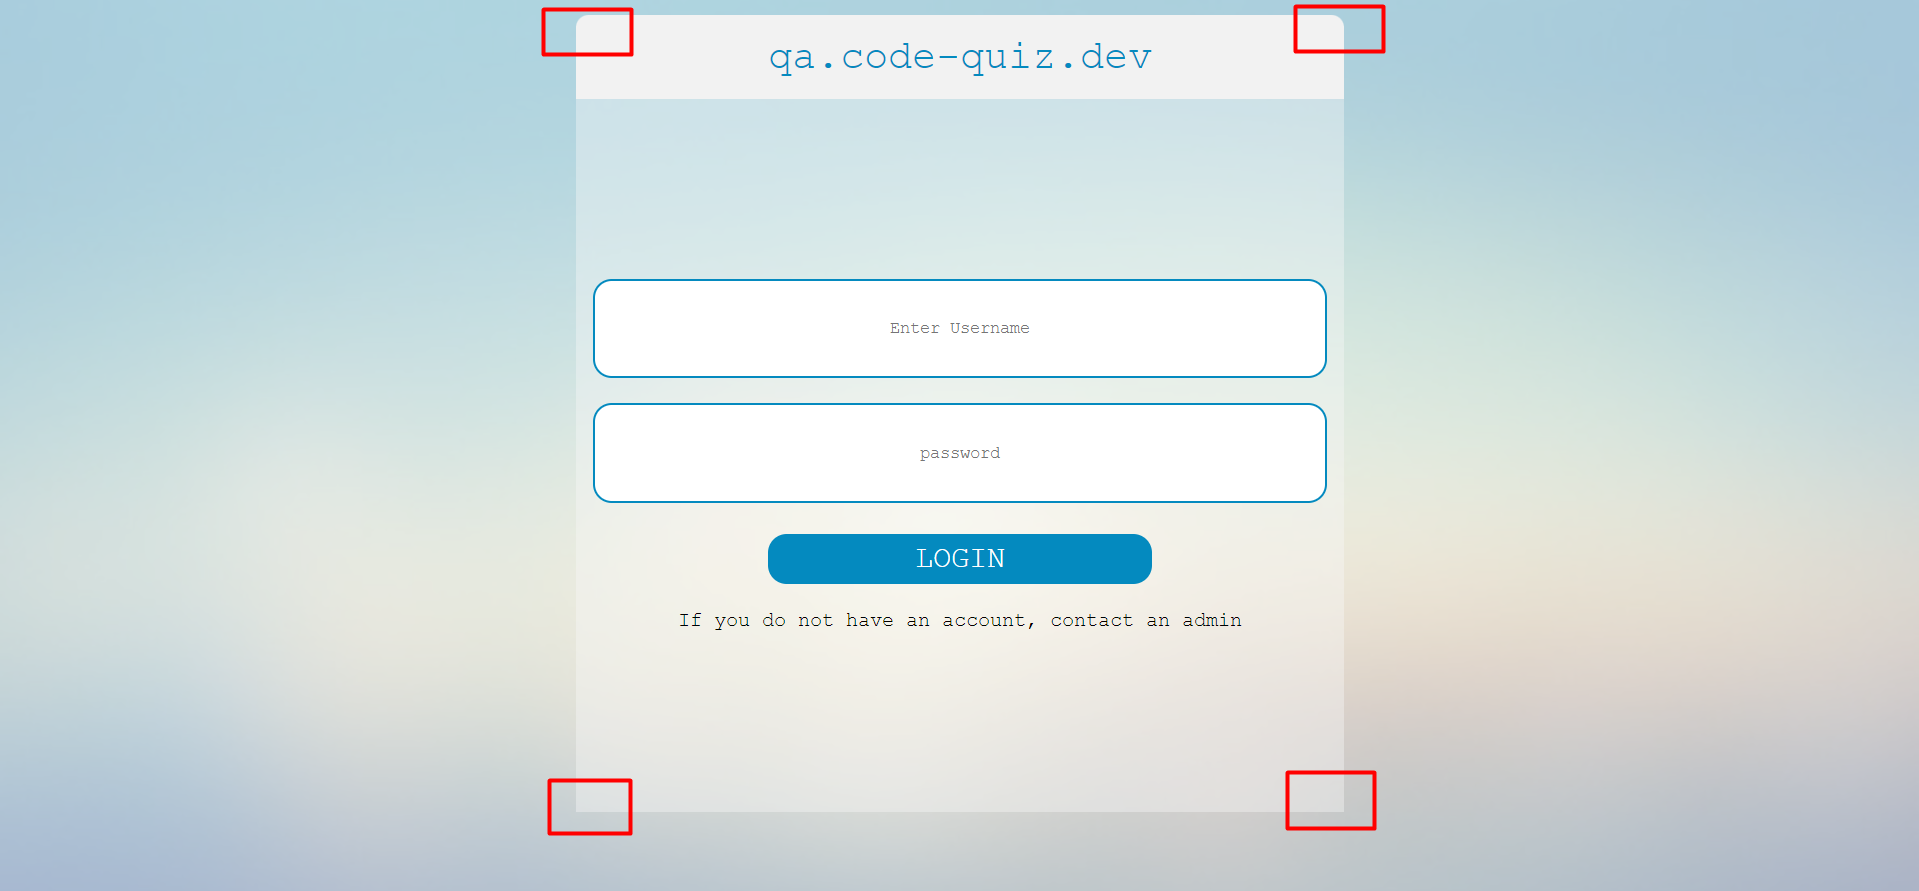 qa.code-quiz.dev
Enter Username
password
LOGIN
If you do not have an account, contact an admin